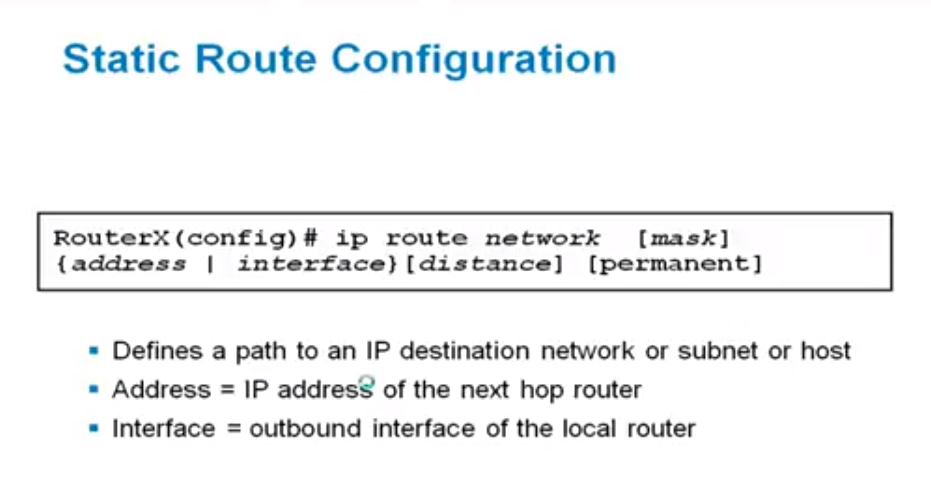 Static Route Configuration
RouterX(config)# ip route network [mask]
{address | interface}[distance] [permanent]
▪ Defines a path to an IP destination network or subnet or host
▪ Address = IP address of the next hop router
▪ Interface = outbound interface of the local router